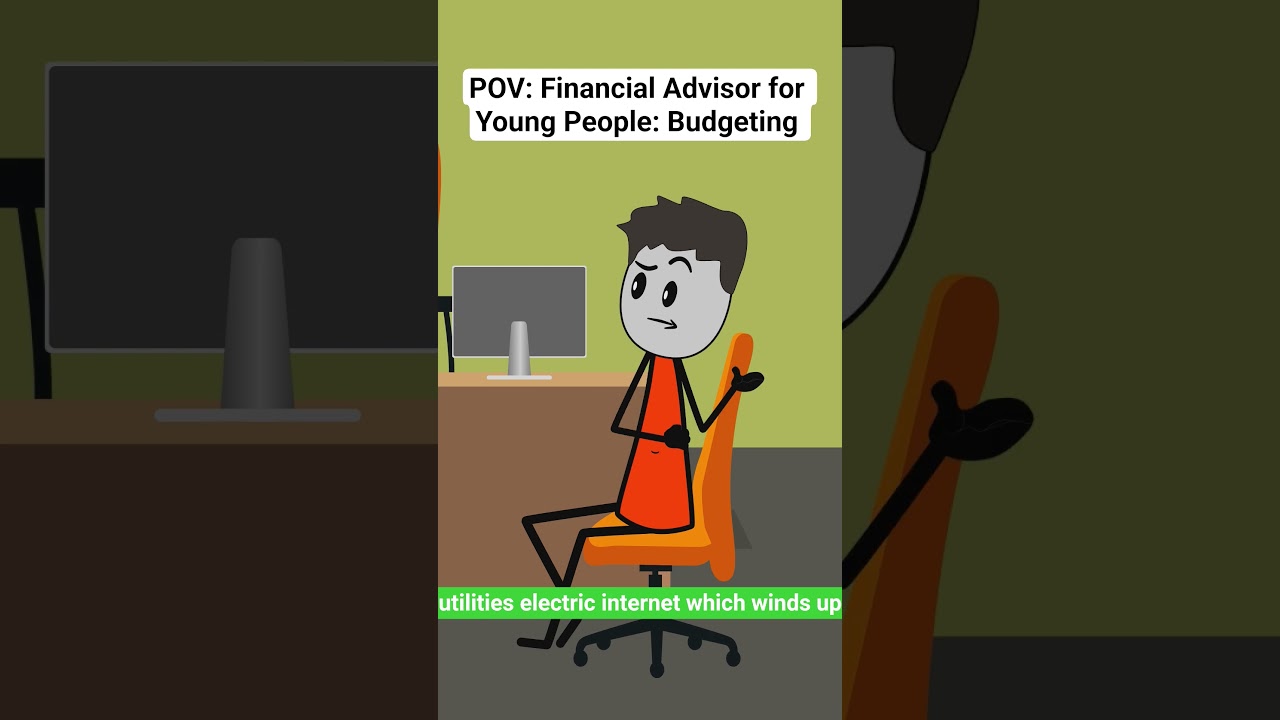 POV: Financial Advisor for
Young People: Budgeting
utilities electric internet which winds up